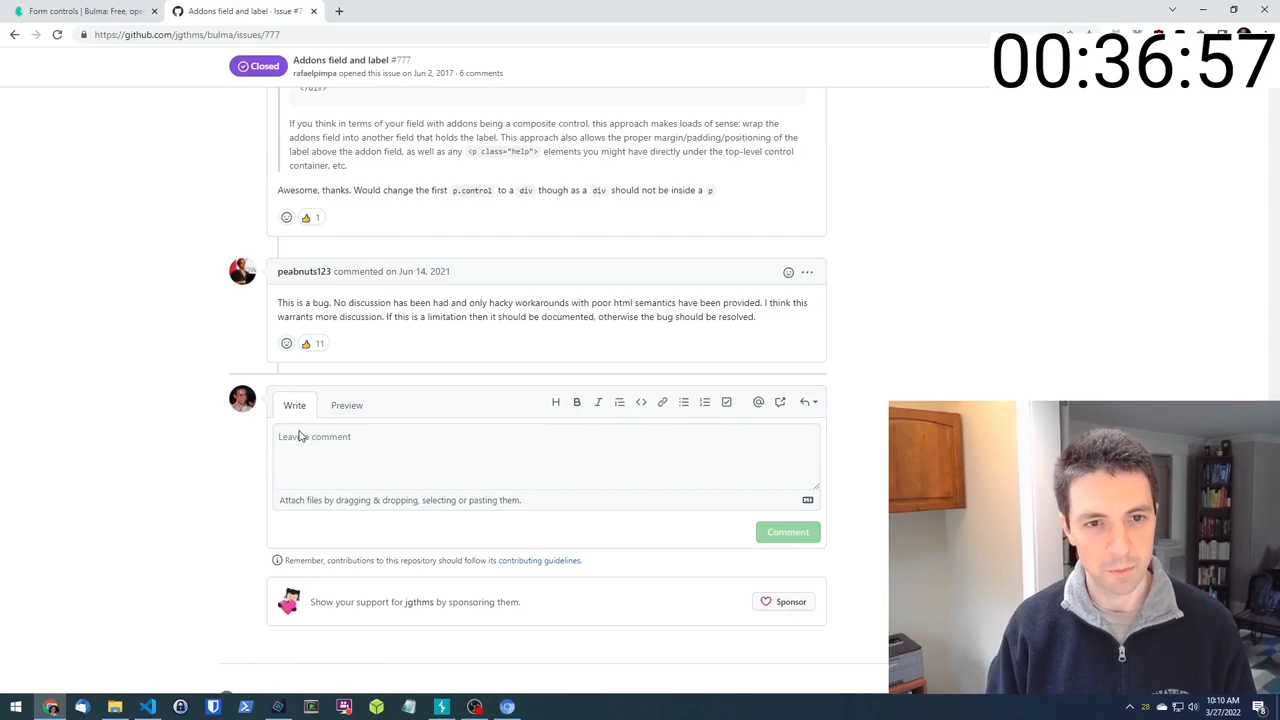 Form controls | Bulma: Free, ope
Addons field and label · Issue #7
https://github.com/jgthms/bulma/issues/777
00:36:57
Closed
Addons field and label #777
rafaelpimpa opened this issue on Jun 2, 2017 · 6 comments
</div>
If you think in terms of your field with addons being a composite control, this approach makes loads of sense: wrap the
addons field into another field that holds the label. This approach also allows the proper margin/padding/positioning of the
label above the addon field, as well as any <p class="help"> elements you might have directly under the top-level control
container, etc.
Awesome, thanks. Would change the first p.control to a div though as a div should not be inside a p
1
peabnuts123 commented on Jun 14, 2021
This is a bug. No discussion has been had and only hacky workarounds with poor html semantics have been provided. I think this
warrants more discussion. If this is a limitation then it should be documented, otherwise the bug should be resolved.
11
Write
Preview
Leave a comment
Attach files by dragging & dropping, selecting or pasting them.
Comment
Remember, contributions to this repository should follow its contributing guidelines.
Show your support for jgthms by sponsoring them.
Sponsor
28
10:10 AM
3/27/2022
8